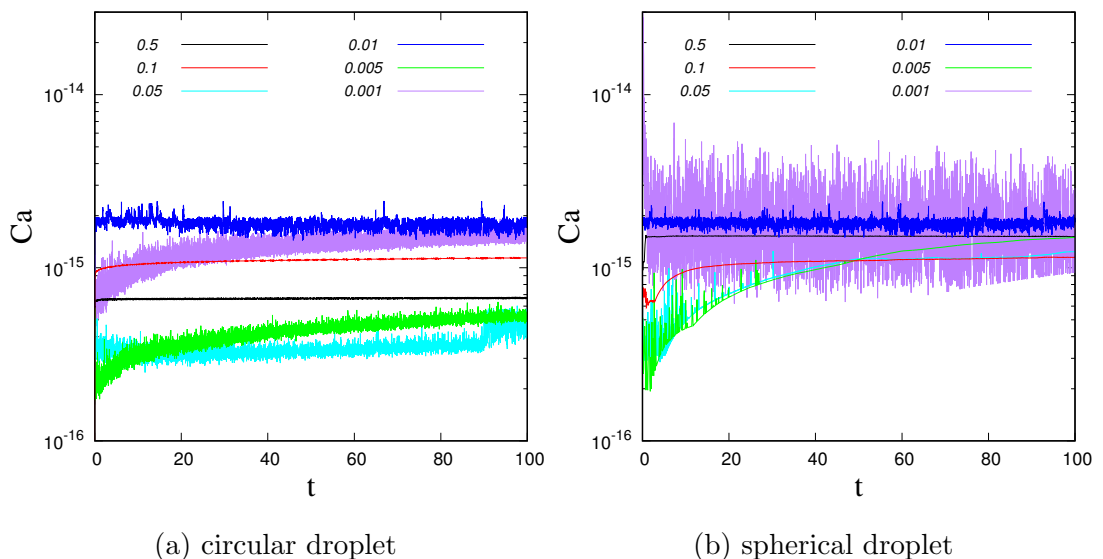 0.5 0.01 0.5 0.01
0.1 0.005 0.1 0.005
0.05 0.001 0.05 0.001
10-14 10-14
Ca Ca
10-15 10-15
10-16 10-16
0 20 40 60 80 100 0 20 40 60 80 100
t t
(a) circular droplet (b) spherical droplet